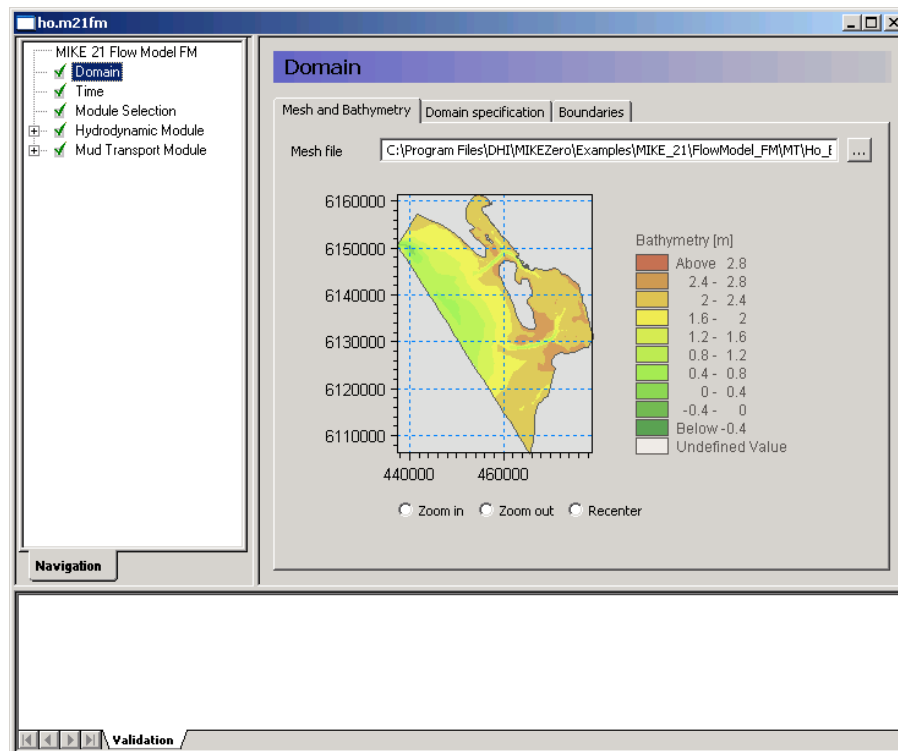 ho.m21fm
MIKE 21 Flow Model FM
Domain
Time
Module Selection
Hydrodynamic Module
Mud Transport Module
Navigation
Domain
Mesh and Bathymetry
Domain specification
Boundaries
Mesh file
C:\Program Files\DHI\MIKEZero\Examples\MIKE_21\FlowModel_FM\MT\Ho_E
...
6160000
6150000
6140000
6130000
6120000
6110000
440000 460000
Bathymetry [m]
Above 2.8
2.4 - 2.8
2 - 2.4
1.6 - 2
1.2 - 1.6
0.8 - 1.2
0.4 - 0.8
0 - 0.4
-0.4 - 0
Below -0.4
Undefined Value
Zoom in Zoom out Recenter
Validation